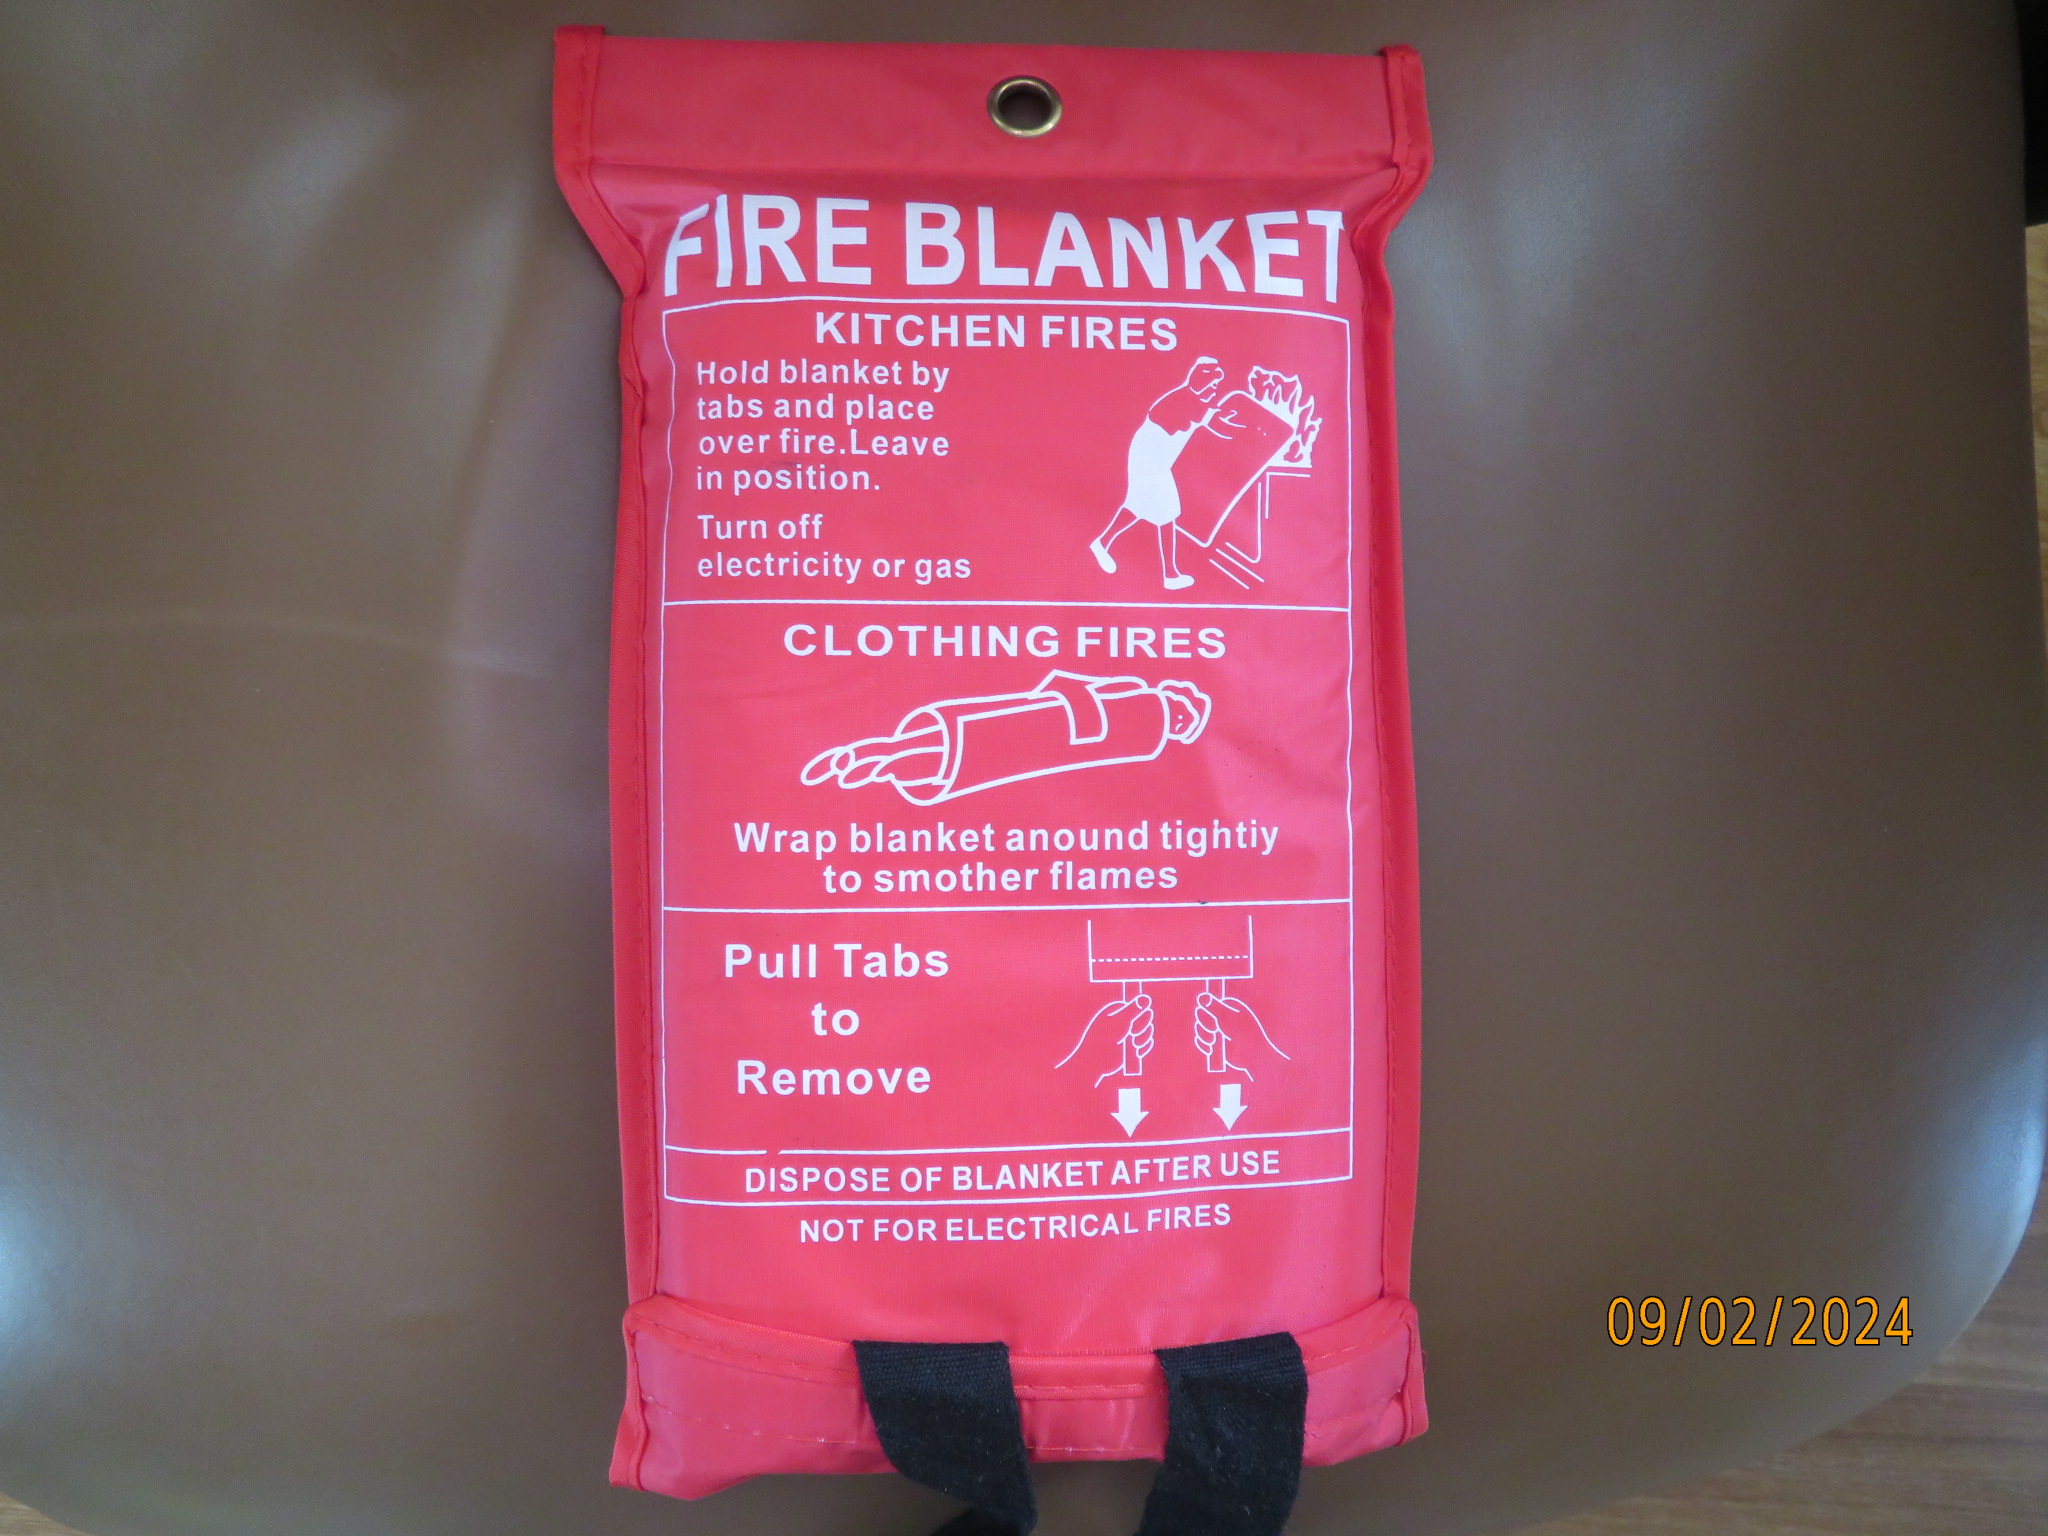 FIRE BLANKET
KITCHEN FIRES
Hold blanket by
tabs and place
over fire.Leave
in position.
Turn off
electricity or gas
CLOTHING FIRES
Wrap blanket anound tightiy
to smother flames
Pull Tabs
to
Remove
DISPOSE OF BLANKET AFTER USE
NOT FOR ELECTRICAL FIRES
09/02/2024